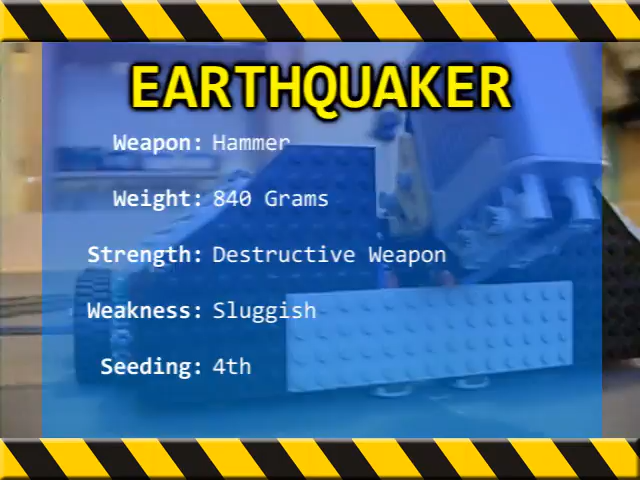 EARTHQUAKER
Weapon: Hammer
Weight: 840 Grams
Strength: Destructive Weapon
Weakness: Sluggish
Seeding: 4th